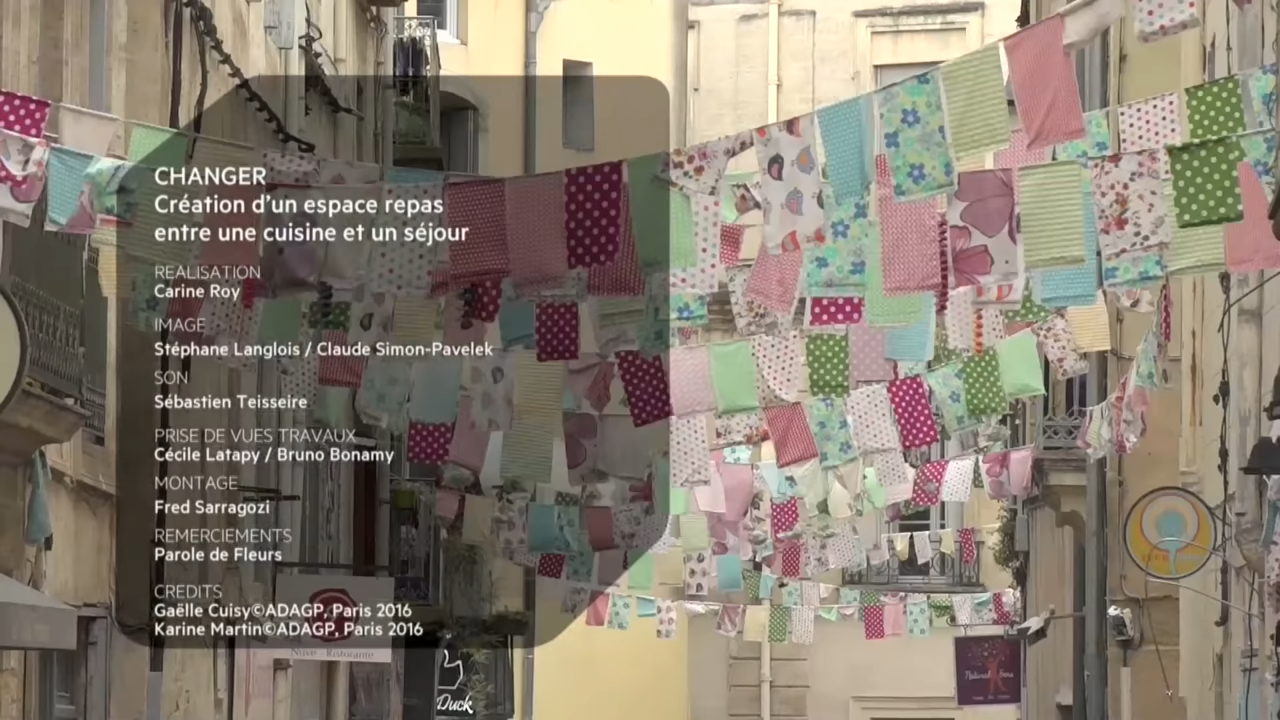 CHANGER
Création d'un espace repas
entre une cuisine et un séjour
REALISATION
Carine Roy
IMAGE
Stéphane Langlois / Claude Simon-Pavelek
SON
Sébastien Teisseire
PRISE DE VUES TRAVAUX
Cécile Latapy / Bruno Bonamy
MONTAGE
Fred Sarragozi
REMERCIEMENTS
Parole de Fleurs
CREDITS
Gaëlle Cuisy©ADAGP, Paris 2016
Karine Martin©ADAGP, Paris 2016
Ristorante
Duck